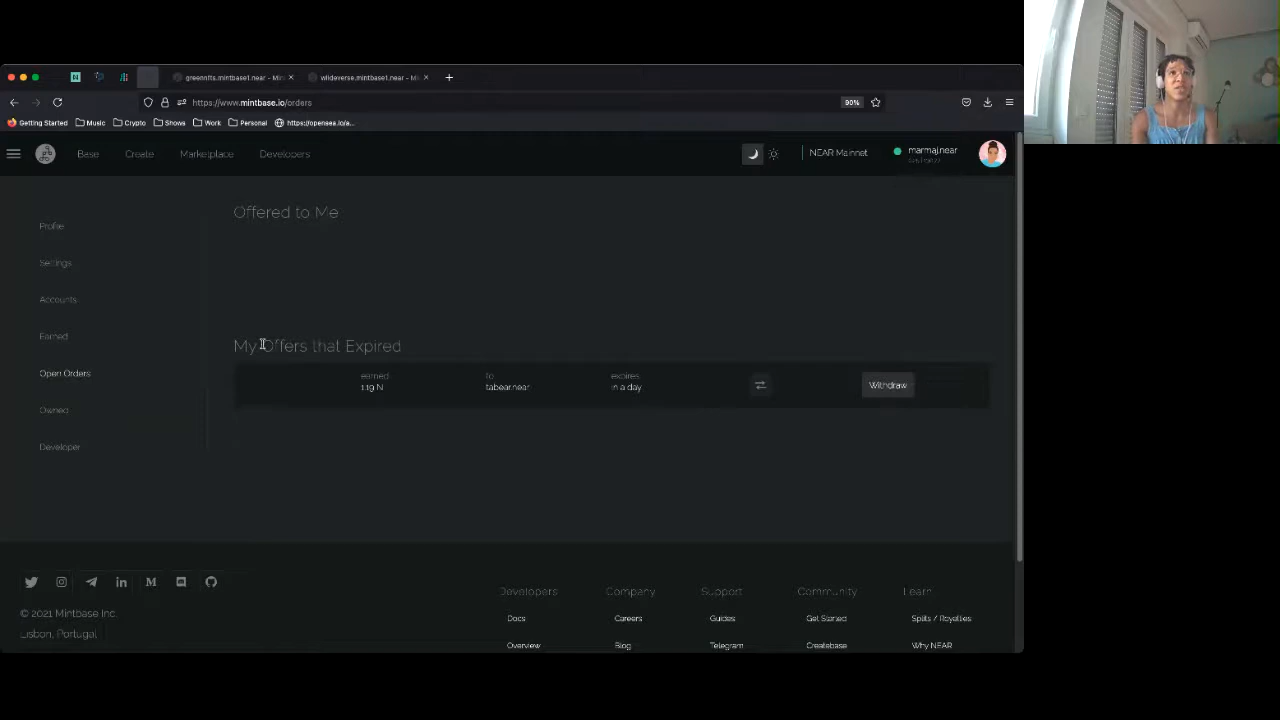 greennfts.mintbase1.near - Min
wilderverse.mintbase1.near - Mi
https://www.mintbase.io/orders
90%
Getting Started
Music
Crypto
Shows
Work
Personal
https://opensea.io/a...
Base
Create
Marketplace
Developers
NEAR Mainnet
marmaj.near
Offered to Me
Profile
Settings
Accounts
Earned
Open Orders
Owned
Developer
My Offers that Expired
earned
1.19 N
to
tabear.near
expires
in a day
Withdraw
© 2021 Mintbase Inc.
Lisbon, Portugal
Developers
Docs
Overview
Company
Careers
Blog
Support
Guides
Telegram
Community
Get Started
Createbase
Learn
Splits / Royalties
Why NEAR